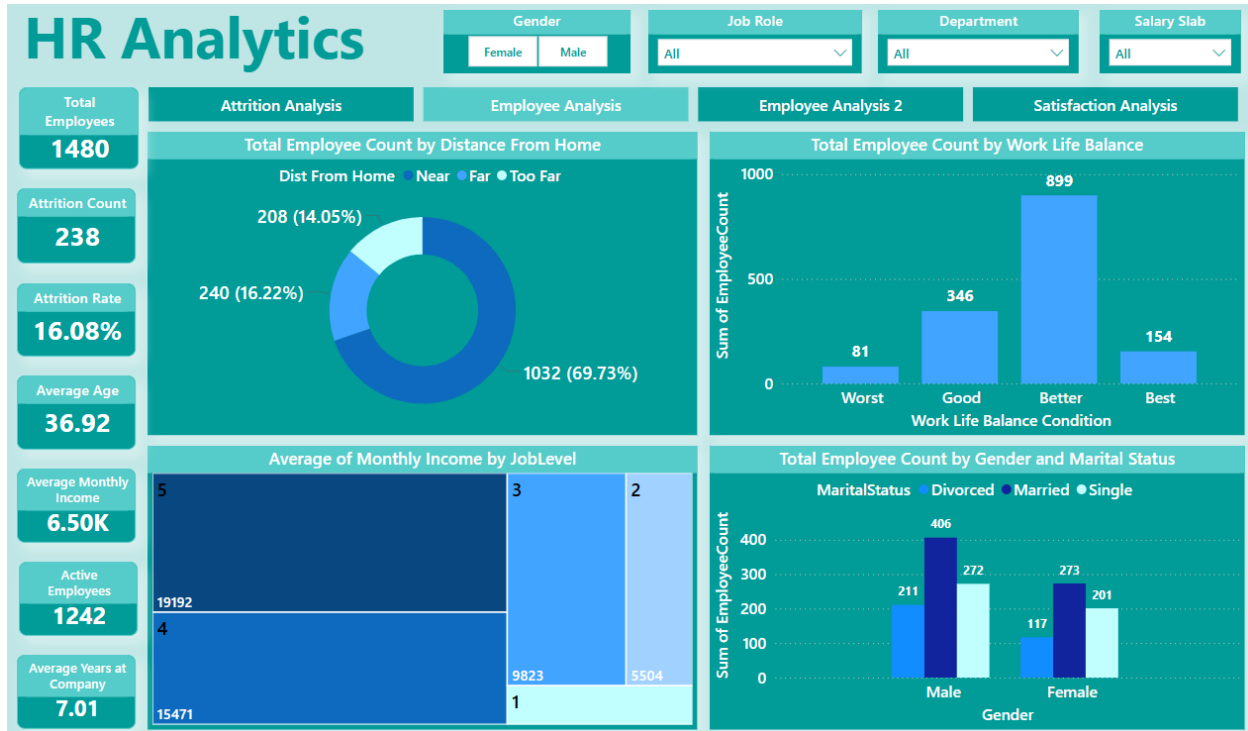 HR Analytics
Gender
Female Male
Job Role
All
Department
All
Salary Slab
All
Attrition Analysis
Employee Analysis
Employee Analysis 2
Satisfaction Analysis
Total
Employees
1480
Attrition Count
238
Attrition Rate
16.08%
Average Age
36.92
Average Monthly
Income
6.50K
Active
Employees
1242
Average Years at
Company
7.01
Total Employee Count by Distance From Home
Dist From Home Near Far Too Far
208 (14.05%)
240 (16.22%)
1032 (69.73%)
Total Employee Count by Work Life Balance
Sum of EmployeeCount
1000
500
0
81
346
899
154
Worst Good Better Best
Work Life Balance Condition
Average of Monthly Income by JobLevel
5
19192
4
15471
3
9823
2
5504
1
Total Employee Count by Gender and Marital Status
MaritalStatus Divorced Married Single
Sum of EmployeeCount
400
300
200
100
0
211
406
272
117
273
201
Male Female
Gender